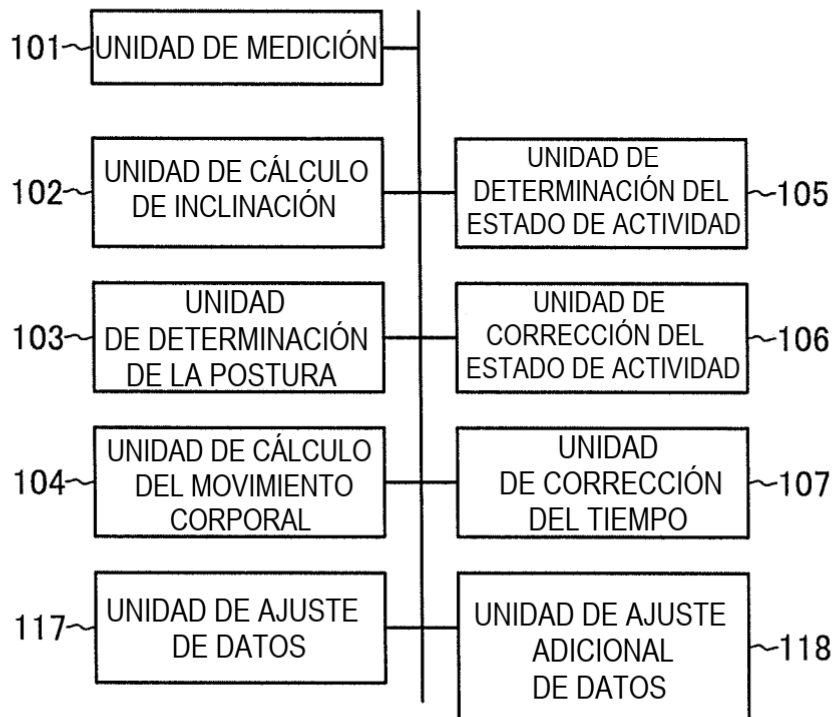 101 UNIDAD DE MEDICIÓN
102 UNIDAD DE CÁLCULO
DE INCLINACIÓN
UNIDAD DE
DETERMINACIÓN DEL
ESTADO DE ACTIVIDAD
105
103 UNIDAD
DE DETERMINACIÓN
DE LA POSTURA
UNIDAD DE
CORRECCIÓN DEL
ESTADO DE ACTIVIDAD
106
104 UNIDAD DE CÁLCULO
DEL MOVIMIENTO
CORPORAL
UNIDAD
DE CORRECCIÓN
DEL TIEMPO
107
117 UNIDAD DE AJUSTE
DE DATOS
UNIDAD DE AJUSTE
ADICIONAL
DE DATOS
118